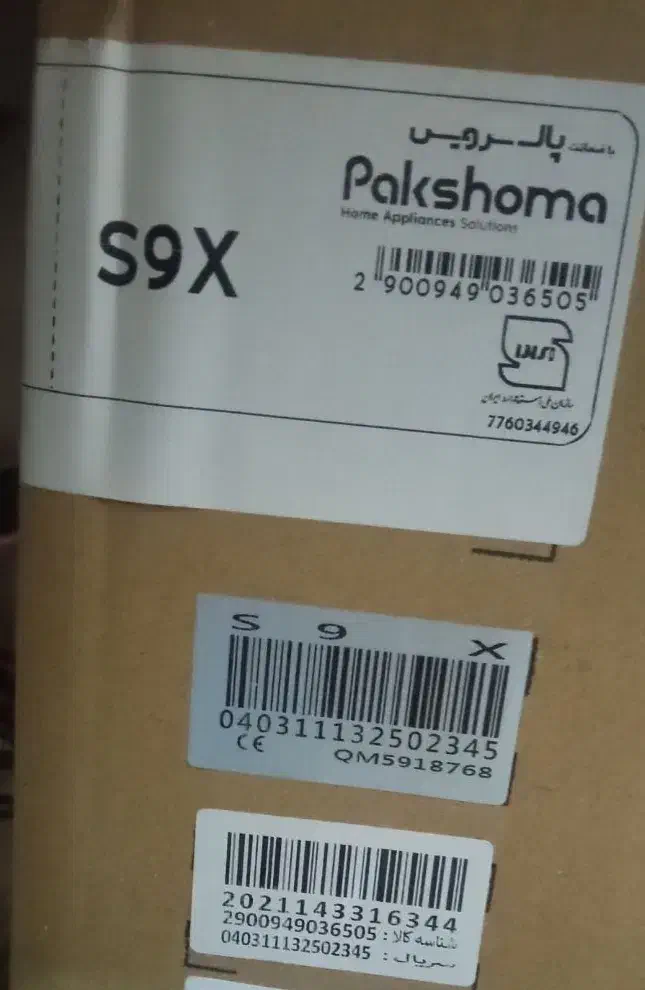 با ضمانت پاک سرویس
Pakshoma
Home Appliances Solutions
S9X
2 900949 036505
سازمان ملی استاندارد ایران
7760344946
S 9 X
040311132502345
CE
QM5918768
2021143316344
شناسه کالا : 2900949036505
سریال : 040311132502345